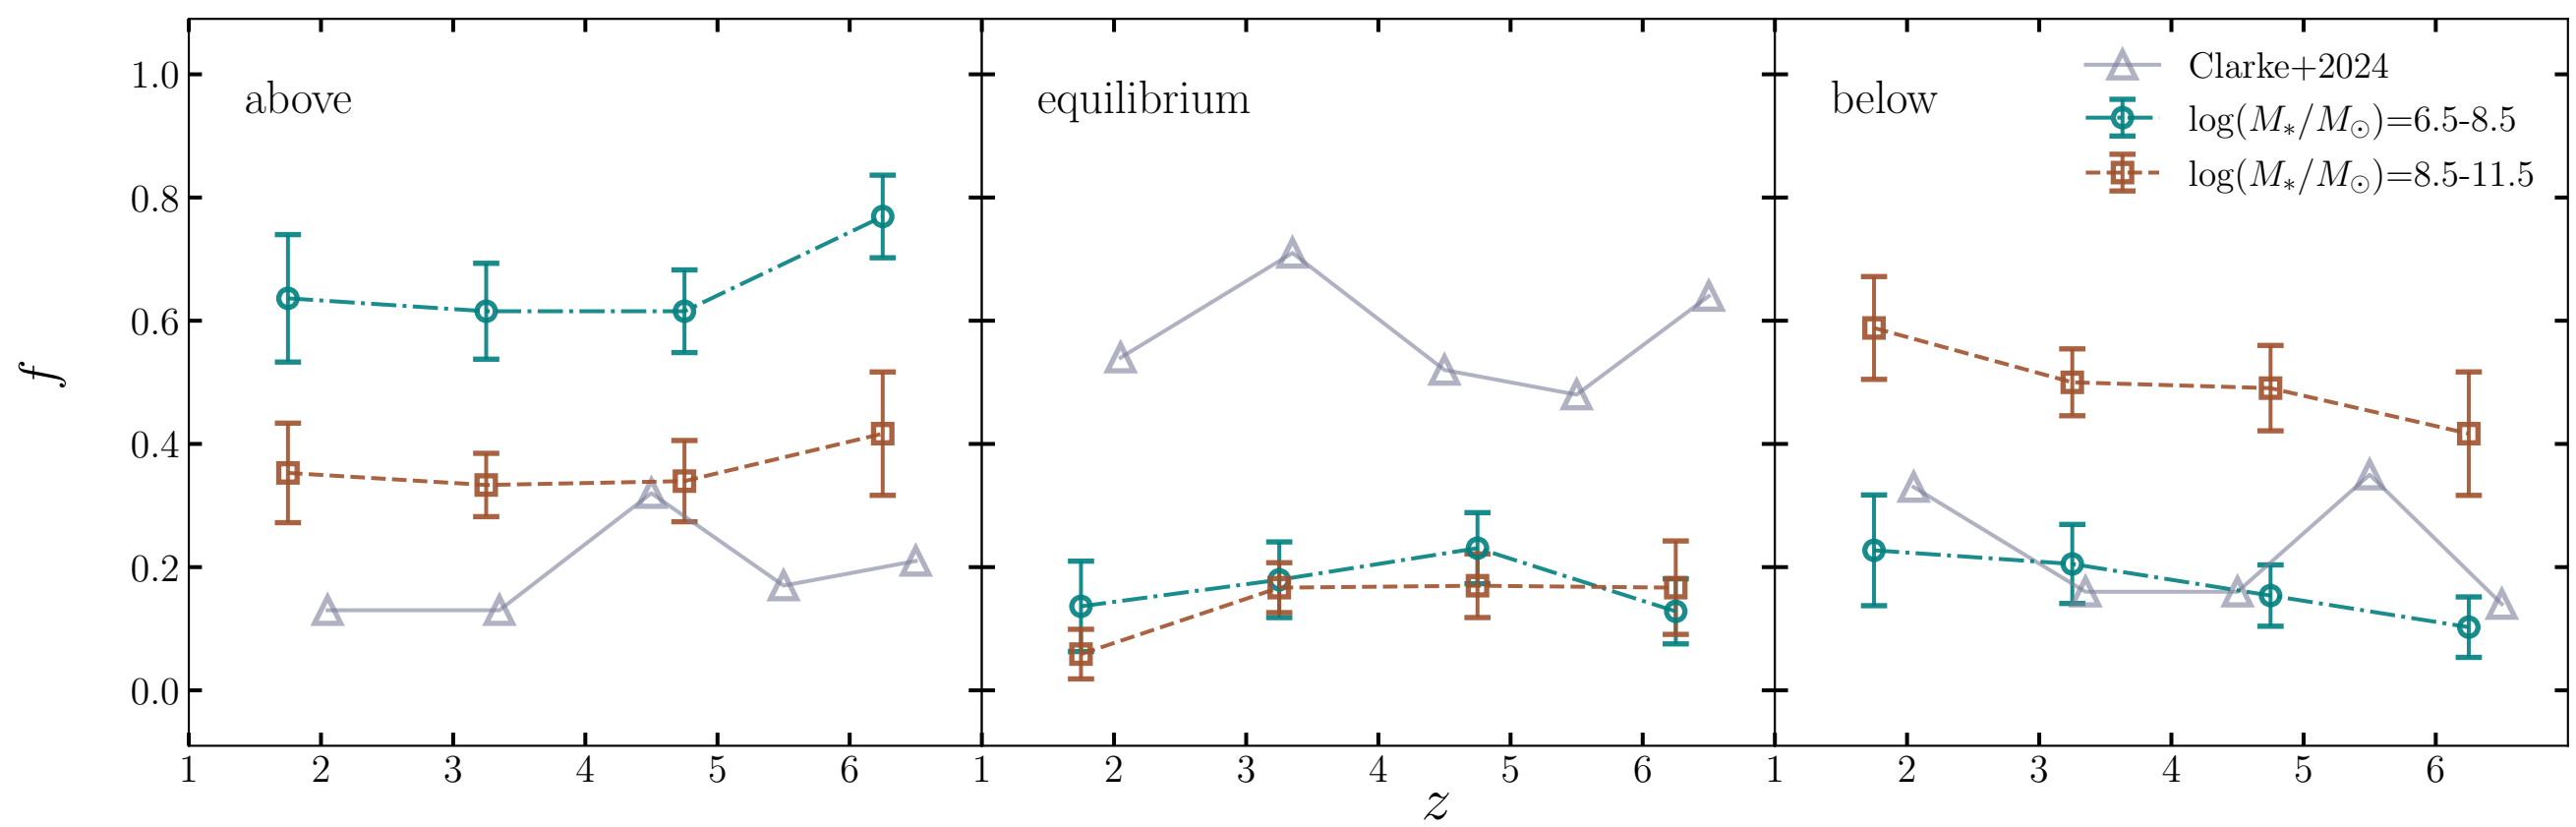 above
equilibrium
below
Clarke+2024
log(M∗/M⊙)=6.5-8.5
log(M∗/M⊙)=8.5-11.5
1.0
0.8
0.6
0.4
0.2
0.0
f
1 2 3 4 5 6 1 2 3 4 5 6 1 2 3 4 5 6
z